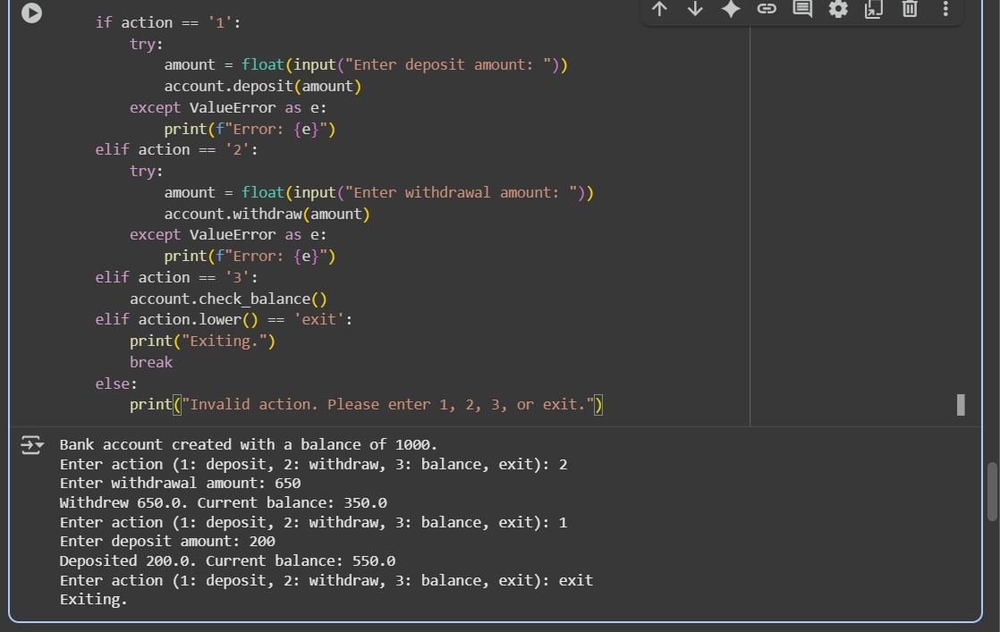 if action == '1':
    try:
        amount = float(input("Enter deposit amount: "))
        account.deposit(amount)
    except ValueError as e:
        print(f"Error: {e}")
elif action == '2':
    try:
        amount = float(input("Enter withdrawal amount: "))
        account.withdraw(amount)
    except ValueError as e:
        print(f"Error: {e}")
elif action == '3':
    account.check_balance()
elif action.lower() == 'exit':
    print("Exiting.")
    break
else:
    print("Invalid action. Please enter 1, 2, 3, or exit.")
Bank account created with a balance of 1000.
Enter action (1: deposit, 2: withdraw, 3: balance, exit): 2
Enter withdrawal amount: 650
Withdrew 650.0. Current balance: 350.0
Enter action (1: deposit, 2: withdraw, 3: balance, exit): 1
Enter deposit amount: 200
Deposited 200.0. Current balance: 550.0
Enter action (1: deposit, 2: withdraw, 3: balance, exit): exit
Exiting.